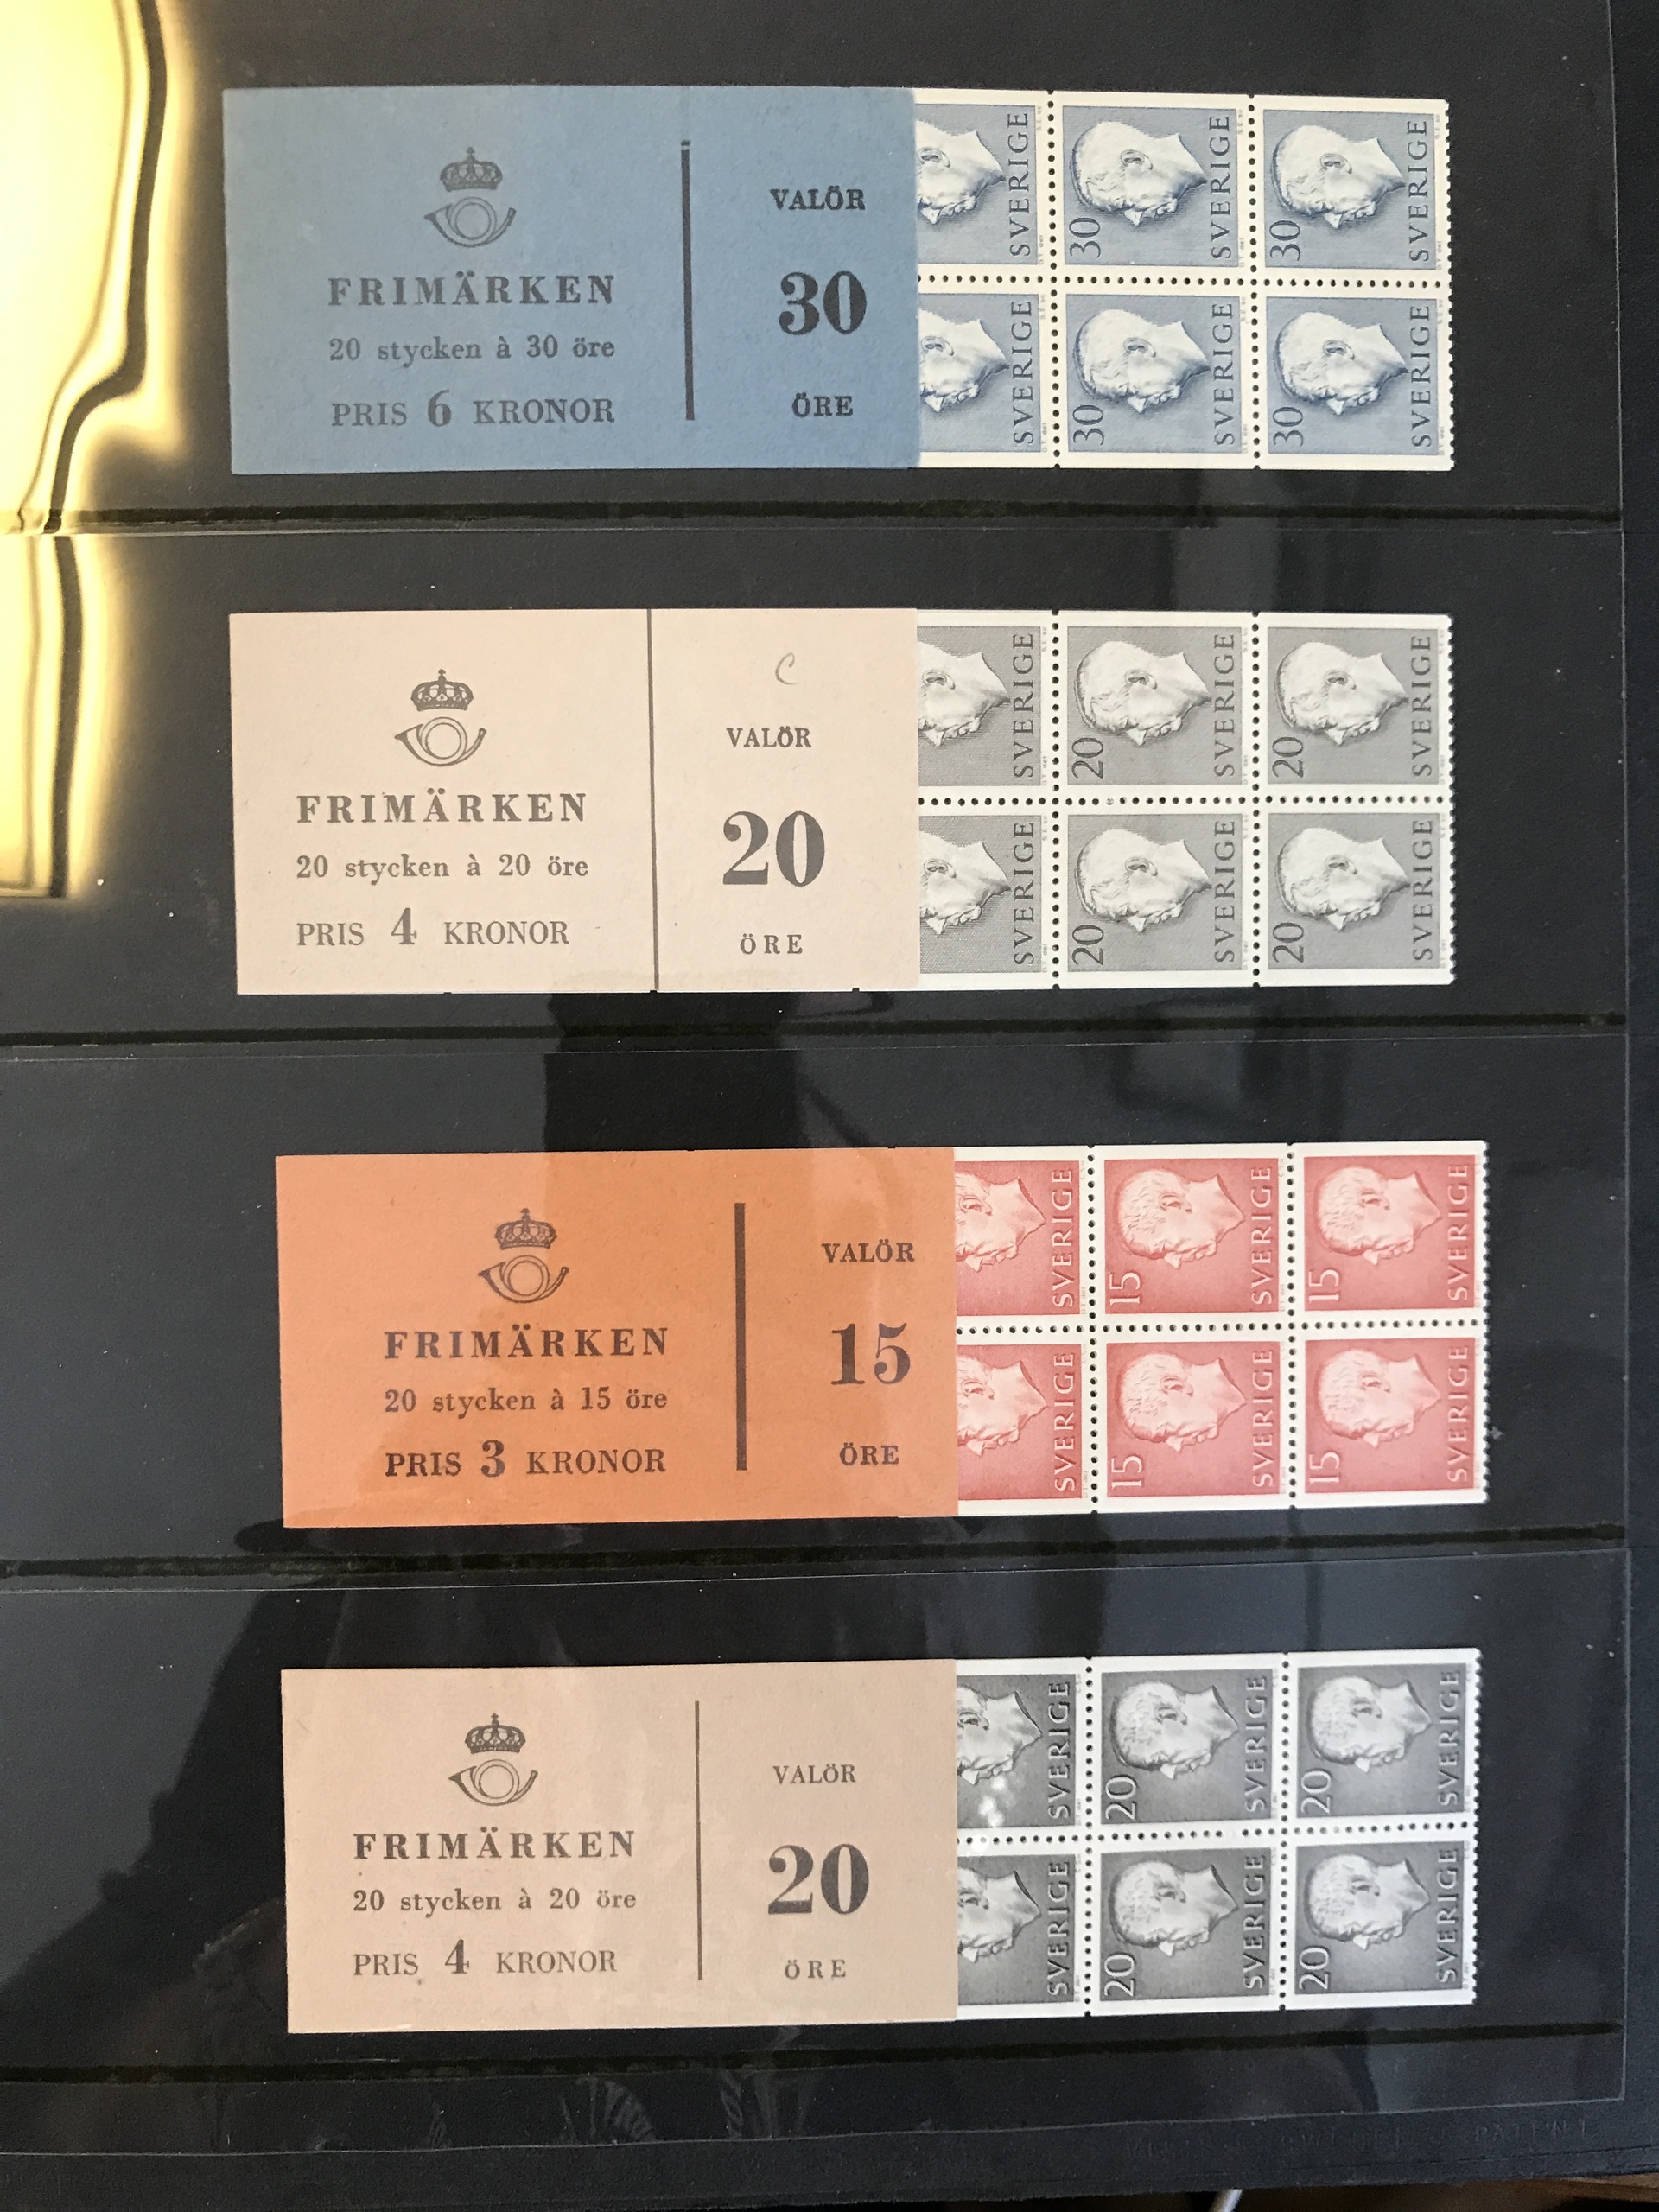 FRIMÄRKEN
20 stycken à 30 öre
PRIS 6 KRONOR
VALÖR
30
ÖRE
SVERIGE
30 SVERIGE
30 SVERIGE
SVERIGE
30 SVERIGE
30 SVERIGE
FRIMÄRKEN
20 stycken à 20 öre
PRIS 4 KRONOR
C
VALÖR
20
ÖRE
SVERIGE
20 SVERIGE
20 SVERIGE
SVERIGE
20 SVERIGE
20 SVERIGE
FRIMÄRKEN
20 stycken à 15 öre
PRIS 3 KRONOR
VALÖR
15
ÖRE
SVERIGE
15 SVERIGE
15 SVERIGE
SVERIGE
15 SVERIGE
15 SVERIGE
FRIMÄRKEN
20 stycken à 20 öre
PRIS 4 KRONOR
VALÖR
20
ÖRE
SVERIGE
20 SVERIGE
20 SVERIGE
SVERIGE
20 SVERIGE
20 SVERIGE
PATENT